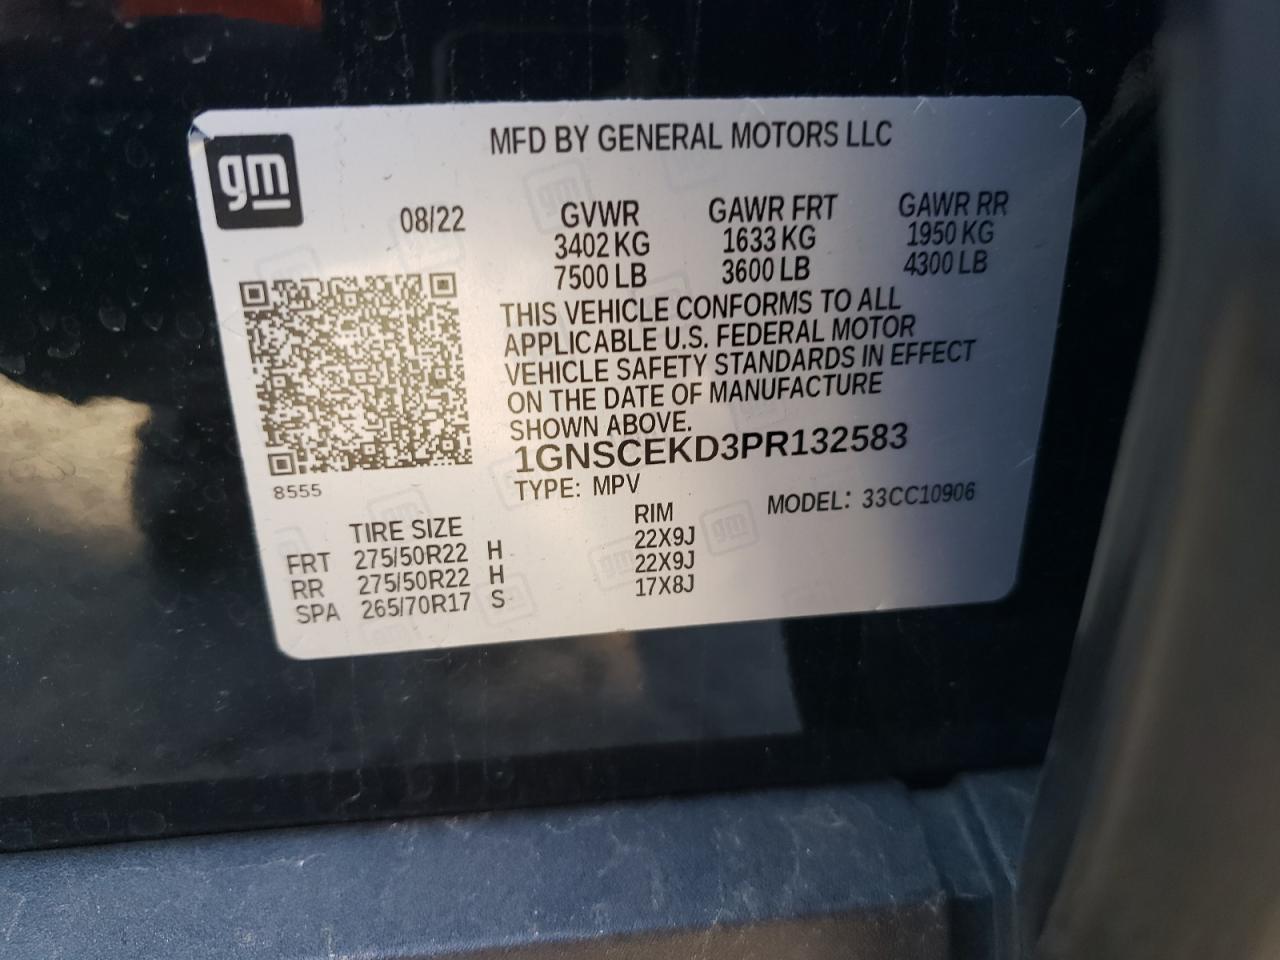 gm
MFD BY GENERAL MOTORS LLC
08/22 GVWR GAWR FRT GAWR RR
3402 KG 1633 KG 1950 KG
7500 LB 3600 LB 4300 LB
THIS VEHICLE CONFORMS TO ALL
APPLICABLE U.S. FEDERAL MOTOR
VEHICLE SAFETY STANDARDS IN EFFECT
ON THE DATE OF MANUFACTURE
SHOWN ABOVE.
1GNSCEKD3PR132583
8555
TYPE: MPV MODEL: 33CC10906
TIRE SIZE RIM
FRT 275/50R22 H 22X9J
RR 275/50R22 H 22X9J
SPA 265/70R17 S 17X8J